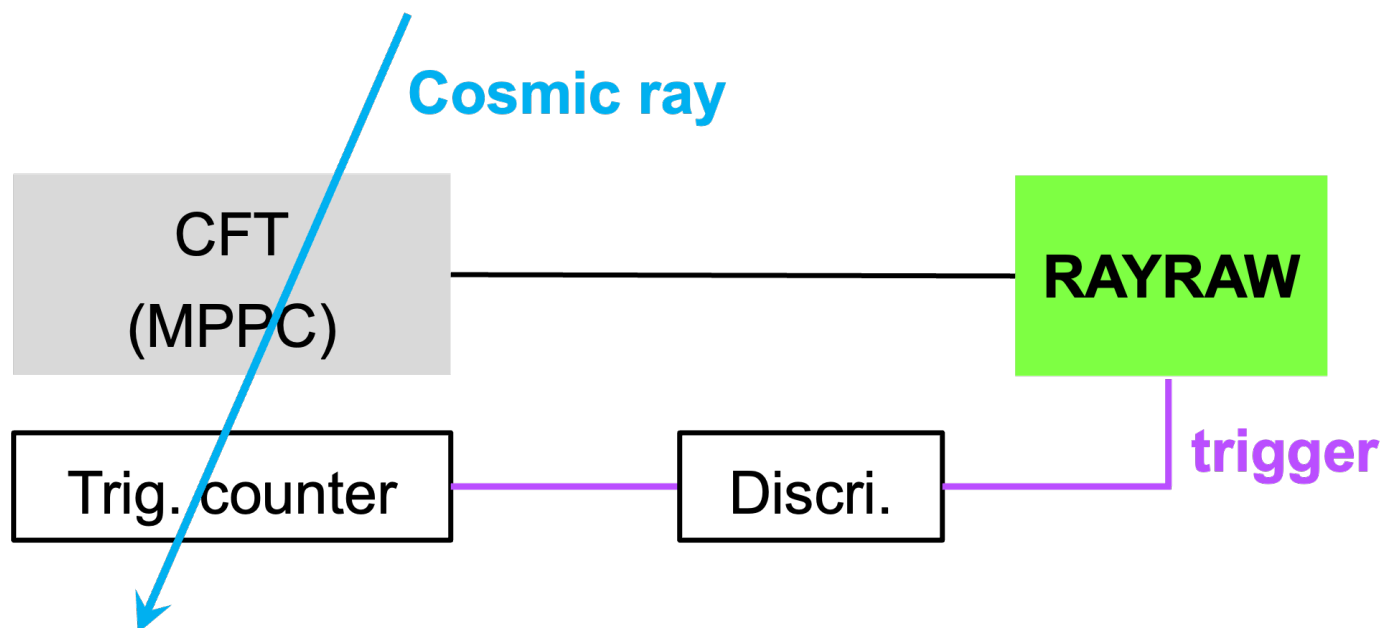 Cosmic ray
CFT
(MPPC)
RAYRAW
trigger
Trig. counter
Discri.